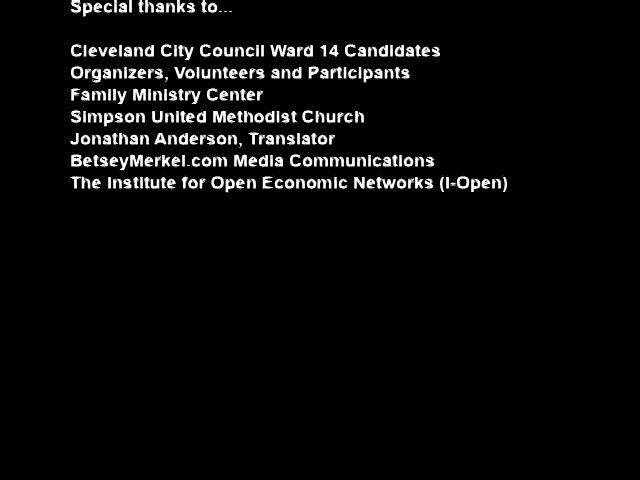 Special thanks to...
Cleveland City Council Ward 14 Candidates
Organizers, Volunteers and Participants
Family Ministry Center
Simpson United Methodist Church
Jonathan Anderson, Translator
BetseyMerkel.com Media Communications
The Institute for Open Economic Networks (I-Open)